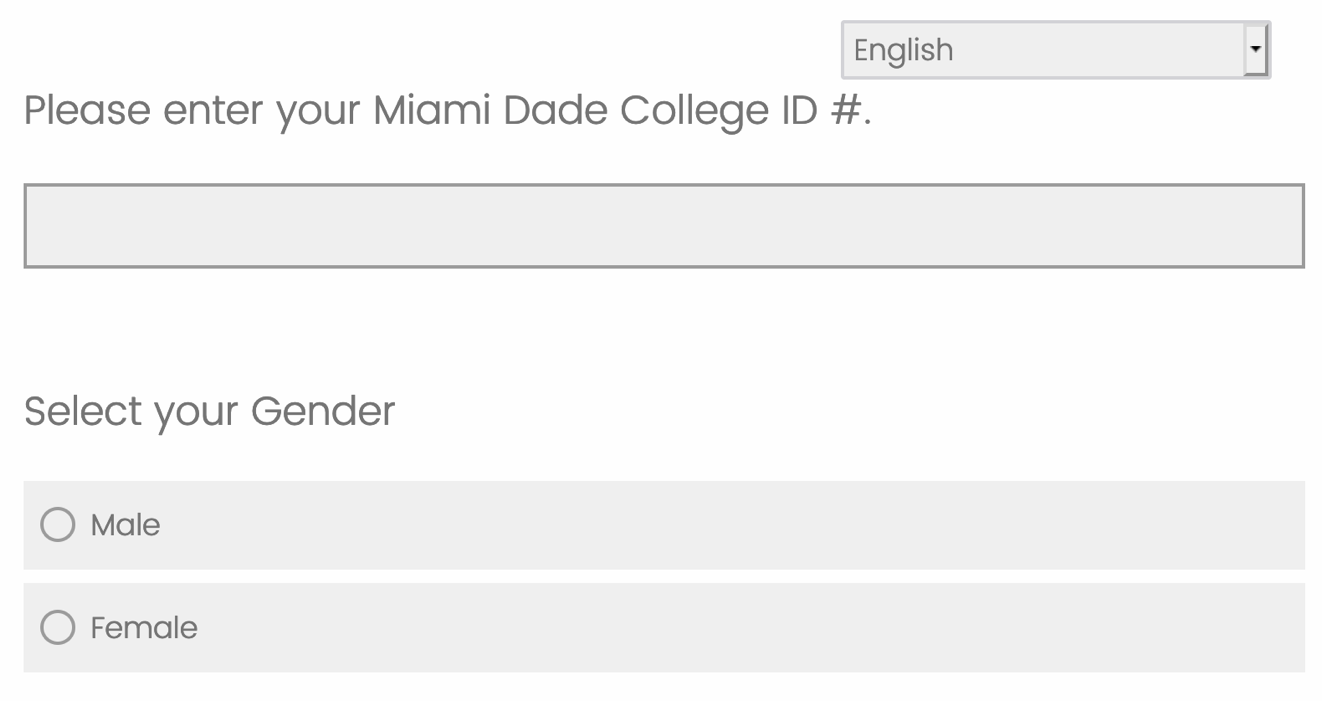 English
Please enter your Miami Dade College ID #.
Select your Gender
Male
Female